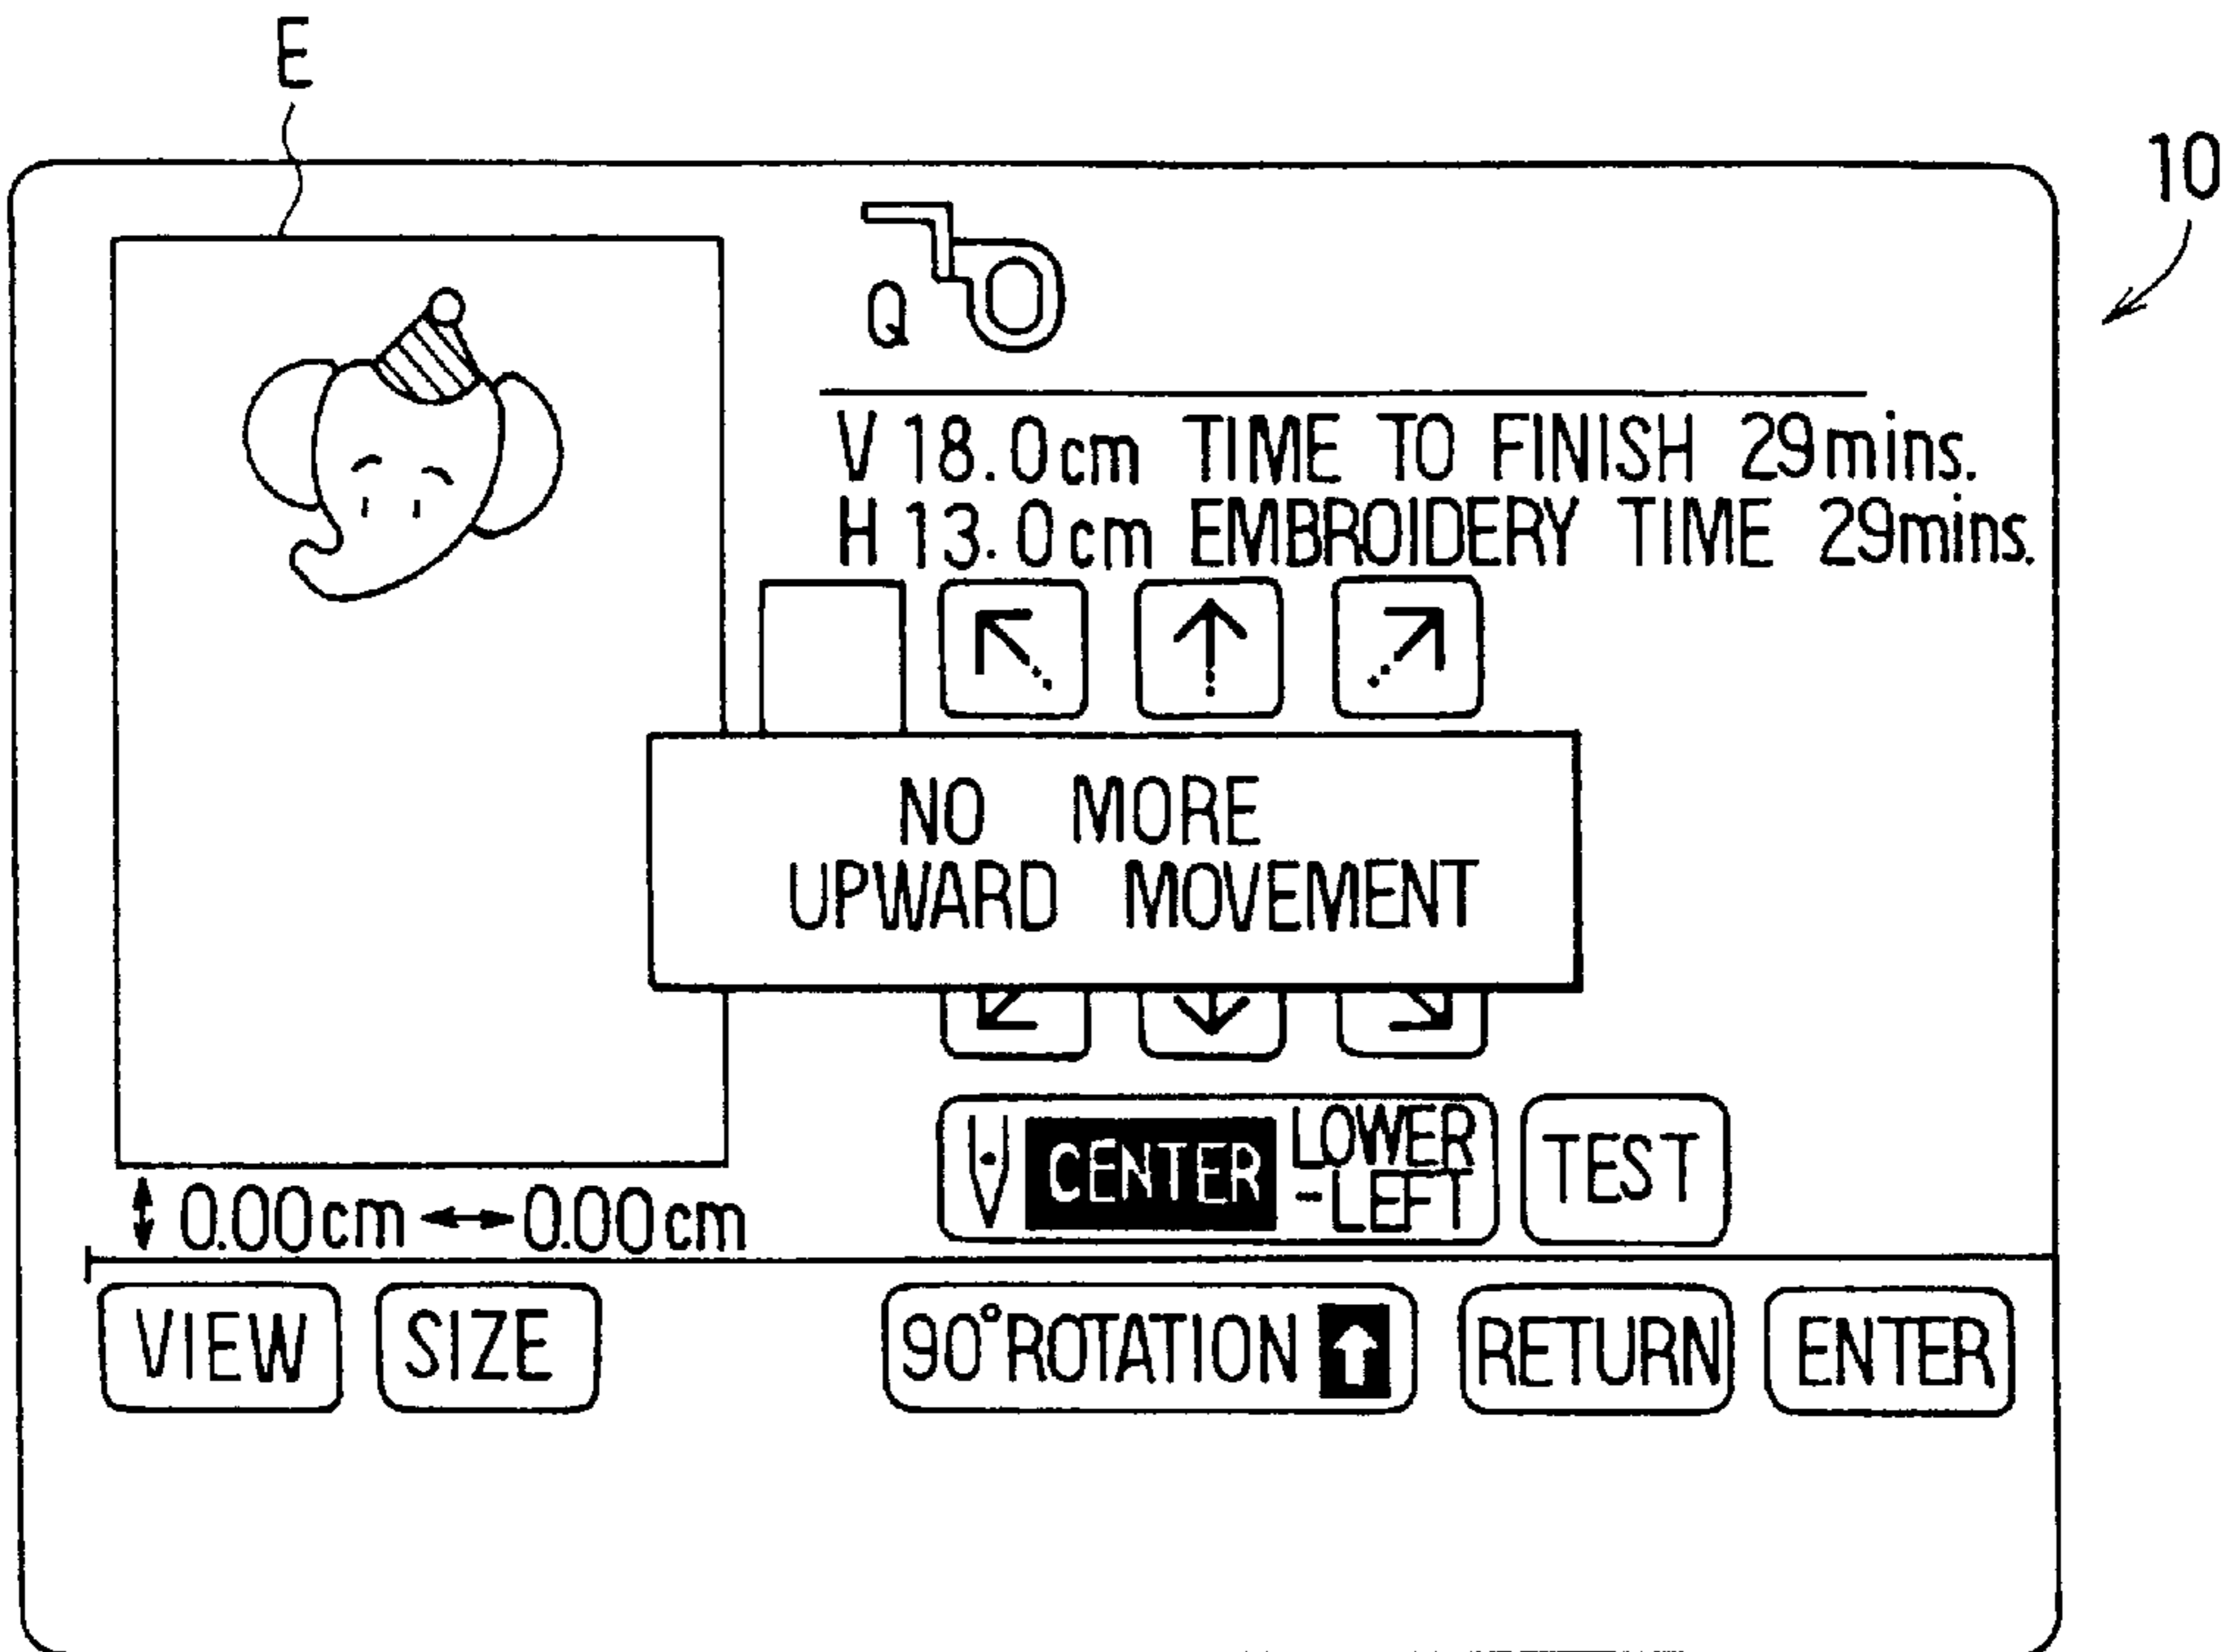 E
10
Q
V 18.0cm TIME TO FINISH 29mins.
H 13.0cm EMBROIDERY TIME 29mins.
NO MORE
UPWARD MOVEMENT
CENTER LOWER
-LEFT
TEST
0.00cm 0.00cm
VIEW SIZE 90°ROTATION RETURN ENTER